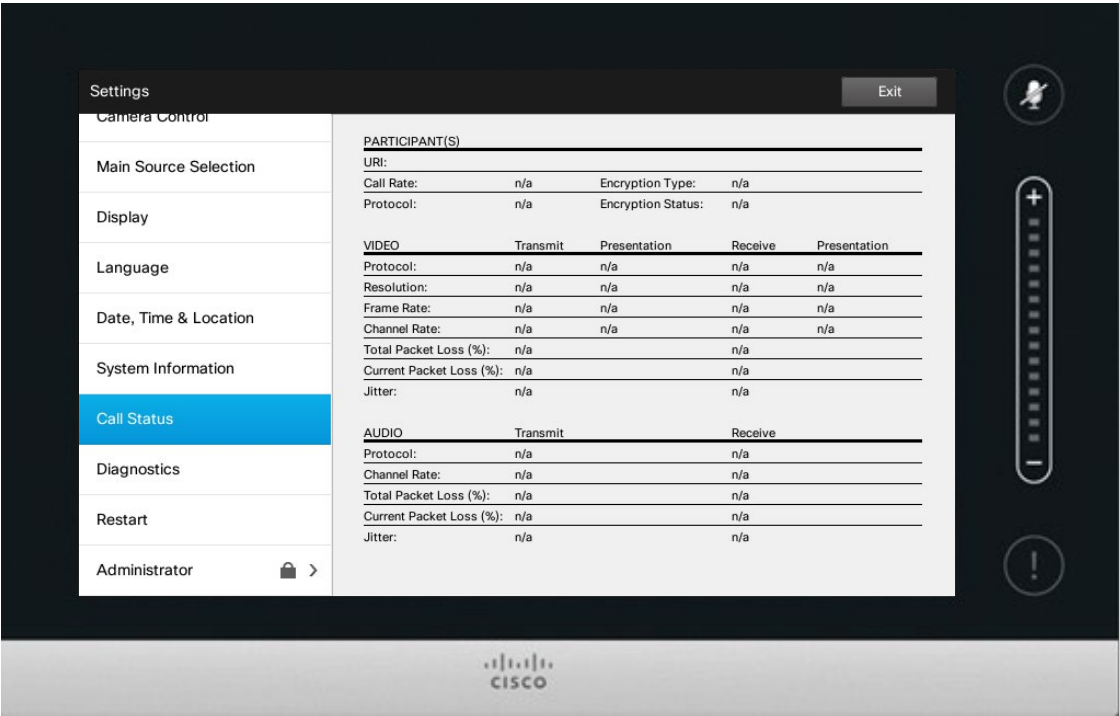 Settings
Exit
Camera Control
Main Source Selection
Display
Language
Date, Time & Location
System Information
Call Status
Diagnostics
Restart
Administrator
PARTICIPANT(S)
URI:
Call Rate: n/a Encryption Type: n/a
Protocol: n/a Encryption Status: n/a
VIDEO Transmit Presentation Receive Presentation
Protocol: n/a n/a n/a n/a
Resolution: n/a n/a n/a n/a
Frame Rate: n/a n/a n/a n/a
Channel Rate: n/a n/a n/a n/a
Total Packet Loss (%): n/a n/a
Current Packet Loss (%): n/a n/a
Jitter: n/a n/a
AUDIO Transmit Receive
Protocol: n/a n/a
Channel Rate: n/a n/a
Total Packet Loss (%): n/a n/a
Current Packet Loss (%): n/a n/a
Jitter: n/a n/a
+
−
!
CISCO